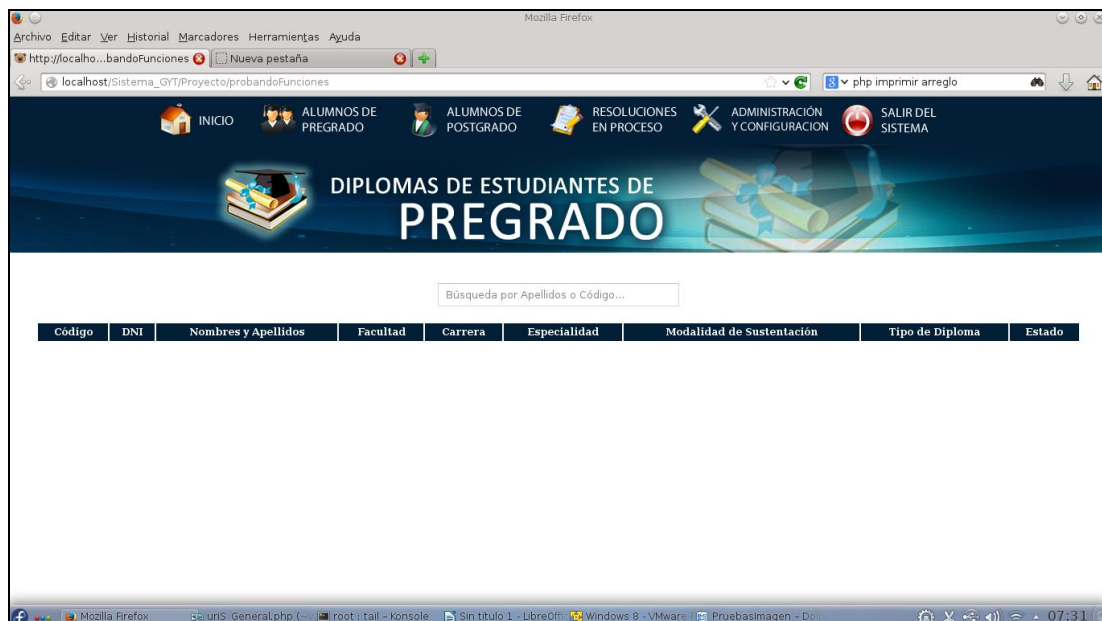 Mozilla Firefox
Archivo Editar Ver Historial Marcadores Herramientas Ayuda
http://localho...bandoFunciones Nueva pestaña
localhost/Sistema_GYT/Proyecto/probandoFunciones php imprimir arreglo
INICIO
ALUMNOS DE
PREGRADO
ALUMNOS DE
POSTGRADO
RESOLUCIONES
EN PROCESO
ADMINISTRACIÓN
Y CONFIGURACION
SALIR DEL
SISTEMA
DIPLOMAS DE ESTUDIANTES DE
PREGRADO
Búsqueda por Apellidos o Código...
Código DNI Nombres y Apellidos Facultad Carrera Especialidad Modalidad de Sustentación Tipo de Diploma Estado
Mozilla Firefox uriS_General.php root : tail – Konsole Sin título 1 - LibreOffi Windows 8 - VMware PruebasImagen – Dol 07:31